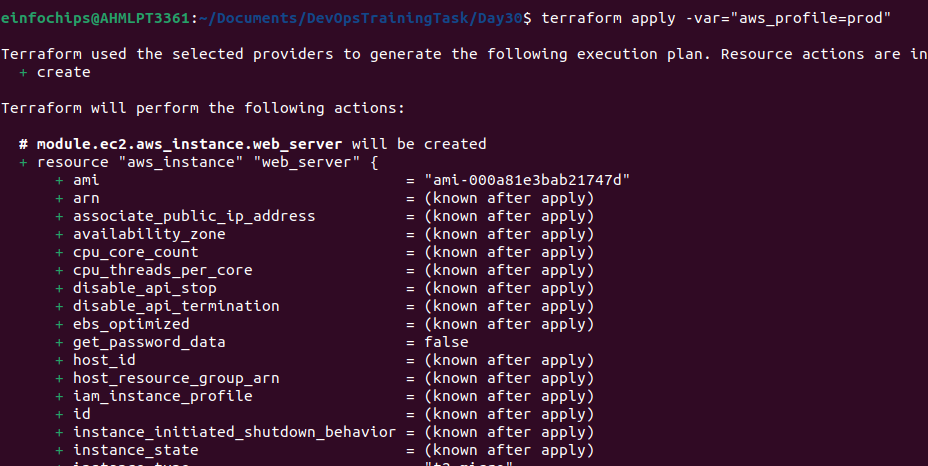 einfochips@AHMLPT3361:~/Documents/DevOpsTrainingTask/Day30$ terraform apply -var="aws_profile=prod"
Terraform used the selected providers to generate the following execution plan. Resource actions are in
+ create
Terraform will perform the following actions:
# module.ec2.aws_instance.web_server will be created
+ resource "aws_instance" "web_server" {
+ ami = "ami-000a81e3bab21747d"
+ arn = (known after apply)
+ associate_public_ip_address = (known after apply)
+ availability_zone = (known after apply)
+ cpu_core_count = (known after apply)
+ cpu_threads_per_core = (known after apply)
+ disable_api_stop = (known after apply)
+ disable_api_termination = (known after apply)
+ ebs_optimized = (known after apply)
+ get_password_data = false
+ host_id = (known after apply)
+ host_resource_group_arn = (known after apply)
+ iam_instance_profile = (known after apply)
+ id = (known after apply)
+ instance_initiated_shutdown_behavior = (known after apply)
+ instance_state = (known after apply)